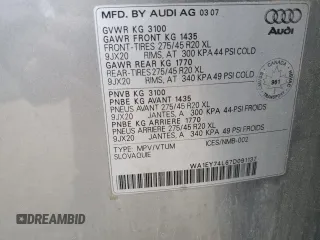 MFD. BY AUDI AG 03 07
Audi
GVWR KG 3100
GAWR FRONT KG 1435
FRONT-TIRES 275/45 R20 XL
9JX20 RIMS, AT 300 KPA/44 PSI COLD
GAWR REAR KG 1770
REAR-TIRES 275/45 R20 XL
9JX20 RIMS, AT 340 KPA/49 PSI COLD
PNVB KG 3100
PNBE KG AVANT 1435
PNEUS AVANT 275/45 R20 XL
9JX20 JANTES, A 300 KPA/44-PSI FROIDS
PNBE KG ARRIERE 1770
PNEUS ARRIERE 275/45 R20 XL
9JX20 JANTES, A 340 KPA 49 PSI FROIDS
CANADA
TYPE: MPV/VTUM ICES/NMB-002
SLOVAQUIE
AutoBidMaster